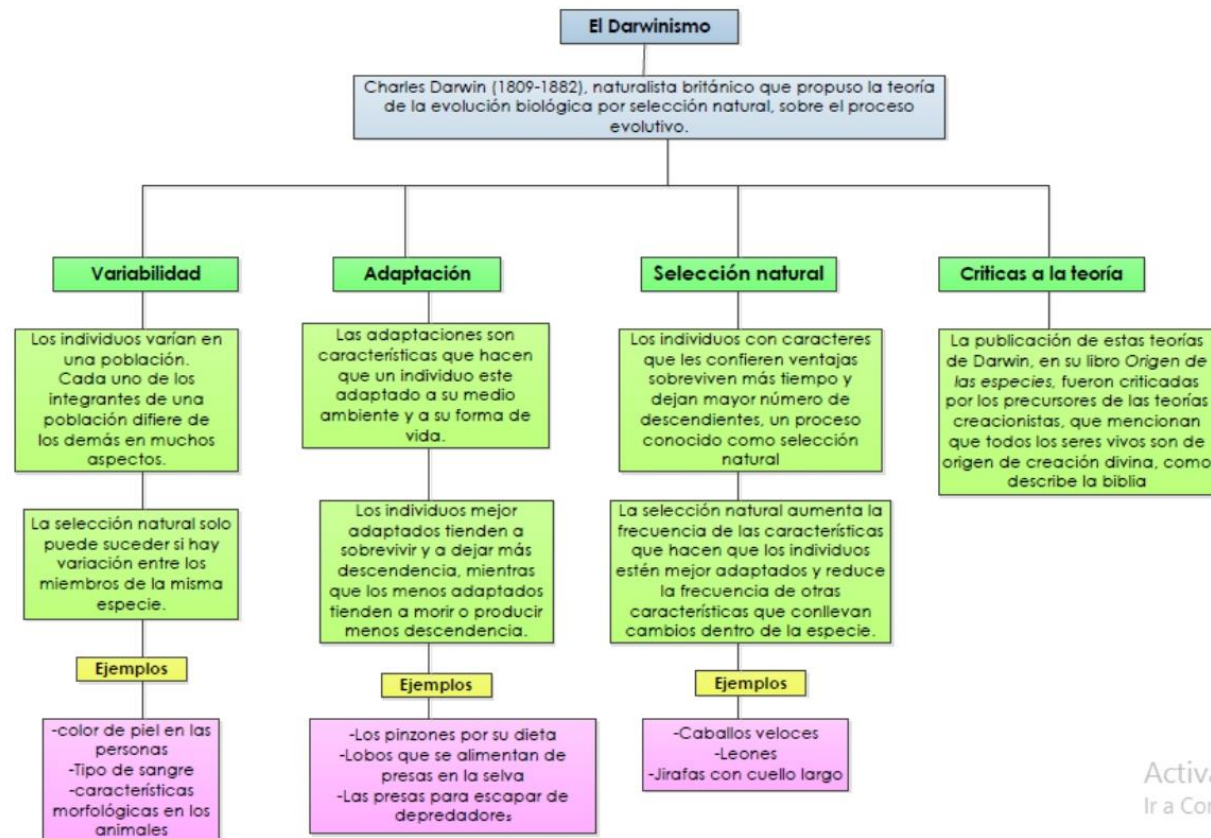 El Darwinismo
Charles Darwin (1809-1882), naturalista británico que propuso la teoría
de la evolución biológica por selección natural, sobre el proceso
evolutivo.
Variabilidad
Los individuos varían en
una población.
Cada uno de los
integrantes de una
población difiere de
los demás en muchos
aspectos.
La selección natural solo
puede suceder si hay
variación entre los
miembros de la misma
especie.
Ejemplos
-color de piel en las
personas
-Tipo de sangre
-características
morfológicas en los
animales
Adaptación
Las adaptaciones son
características que hacen
que un individuo este
adaptado a su medio
ambiente y a su forma de
vida.
Los individuos mejor
adaptados tienden a
sobrevivir y a dejar más
descendencia, mientras
que los menos adaptados
tienden a morir o producir
menos descendencia.
Ejemplos
-Los pinzones por su dieta
-Lobos que se alimentan de
presas en la selva
-Las presas para escapar de
depredadores
Selección natural
Los individuos con caracteres
que les confieren ventajas
sobreviven más tiempo y
dejan mayor número de
descendientes, un proceso
conocido como selección
natural
La selección natural aumenta la
frecuencia de las características
que hacen que los individuos
estén mejor adaptados y reduce
la frecuencia de otras
características que conllevan
cambios dentro de la especie.
Ejemplos
-Caballos veloces
-Leones
-Jirafas con cuello largo
Criticas a la teoría
La publicación de estas teorías
de Darwin, en su libro Origen de
las especies, fueron criticadas
por los precursores de las teorías
creacionistas, que mencionan
que todos los seres vivos son de
origen de creación divina, como
describe la biblia
Activa
Ir a Con